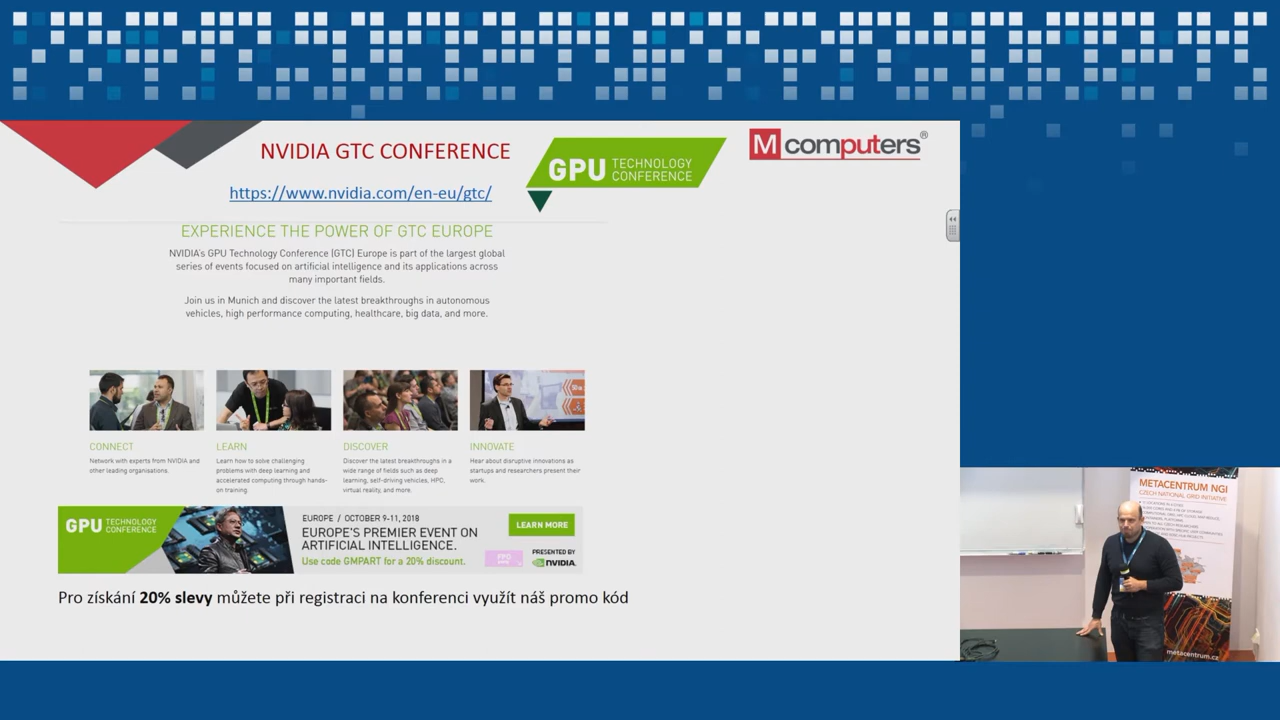 NVIDIA GTC CONFERENCE
https://www.nvidia.com/en-eu/gtc/
GPU TECHNOLOGY CONFERENCE
M computers®
EXPERIENCE THE POWER OF GTC EUROPE
NVIDIA's GPU Technology Conference (GTC) Europe is part of the largest global
series of events focused on artificial intelligence and its applications across
many important fields.
Join us in Munich and discover the latest breakthroughs in autonomous
vehicles, high performance computing, healthcare, big data, and more.
CONNECT
Network with experts from NVIDIA and
other leading organisations.
LEARN
Learn how to solve challenging
problems with deep learning and
accelerated computing through hands-
on training.
DISCOVER
Discover the latest breakthroughs in a
wide range of fields such as deep
learning, self-driving vehicles, HPC,
virtual reality, and more.
INNOVATE
Hear about disruptive innovations as
startups and researchers present their
work.
GPU TECHNOLOGY CONFERENCE
EUROPE / OCTOBER 9-11, 2018
EUROPE'S PREMIER EVENT ON
ARTIFICIAL INTELLIGENCE.
Use code GMPART for a 20% discount.
LEARN MORE
PRESENTED BY
NVIDIA.
Pro získání 20% slevy můžete při registraci na konferenci využít náš promo kód
METACENTRUM NGI
CZECH NATIONAL GRID INITIATIVE
metacentrum.cz